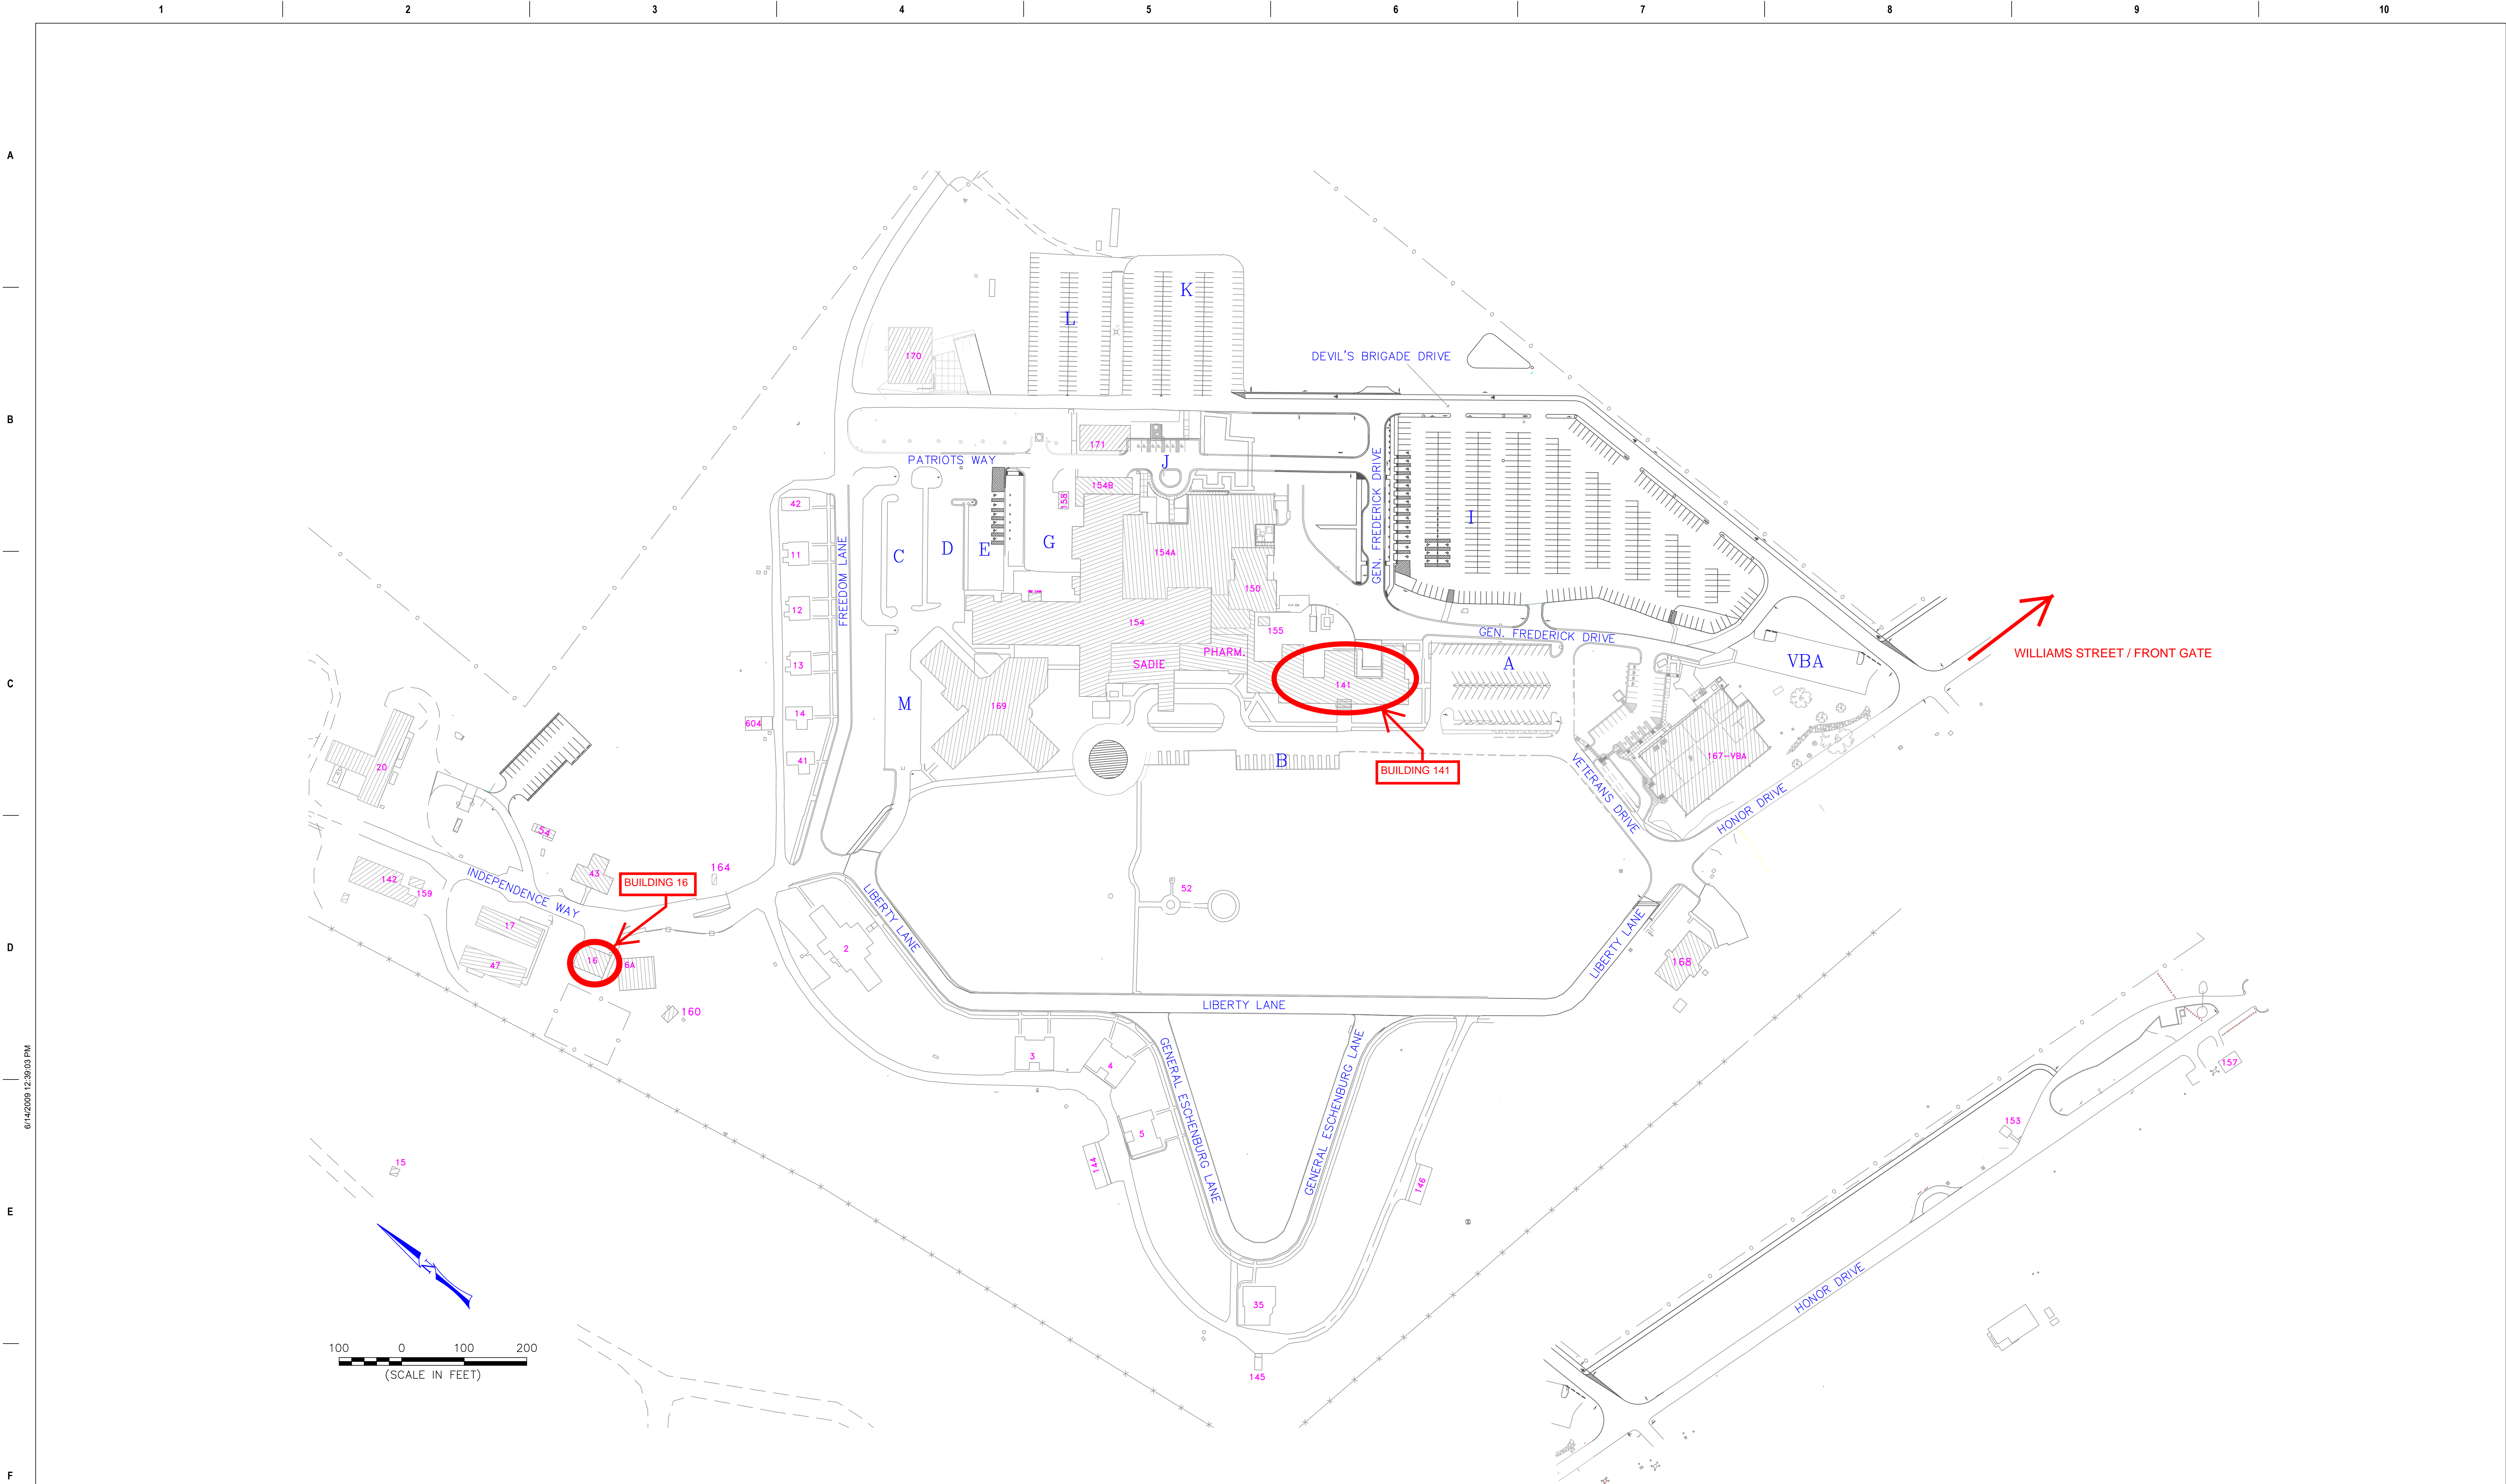 1 2 3 4 5 6 7 8 9 10
A
K
L
170
DEVIL'S BRIGADE DRIVE
B
171
PATRIOTS WAY
J
GEN. FREDERICK DRIVE
154B
158
42
I
FREEDOM LANE
11
C
D
E
G
154A
150
12
154
155
GEN. FREDERICK DRIVE
WILLIAMS STREET / FRONT GATE
PHARM.
SADIE
13
A
VBA
C
141
M
169
14
604
41
B
BUILDING 141
20
167-VBA
VETERANS DRIVE
HONOR DRIVE
54
164
43
BUILDING 16
142
159
INDEPENDENCE WAY
52
LIBERTY LANE
17
2
LIBERTY LANE
D
16
6A
47
168
LIBERTY LANE
160
3
4
GENERAL ESCHENBURG LANE
GENERAL ESCHENBURG LANE
157
6/14/2009 12:39:03 PM
153
5
144
15
146
E
N
HONOR DRIVE
35
100 0 100 200
(SCALE IN FEET)
145
F